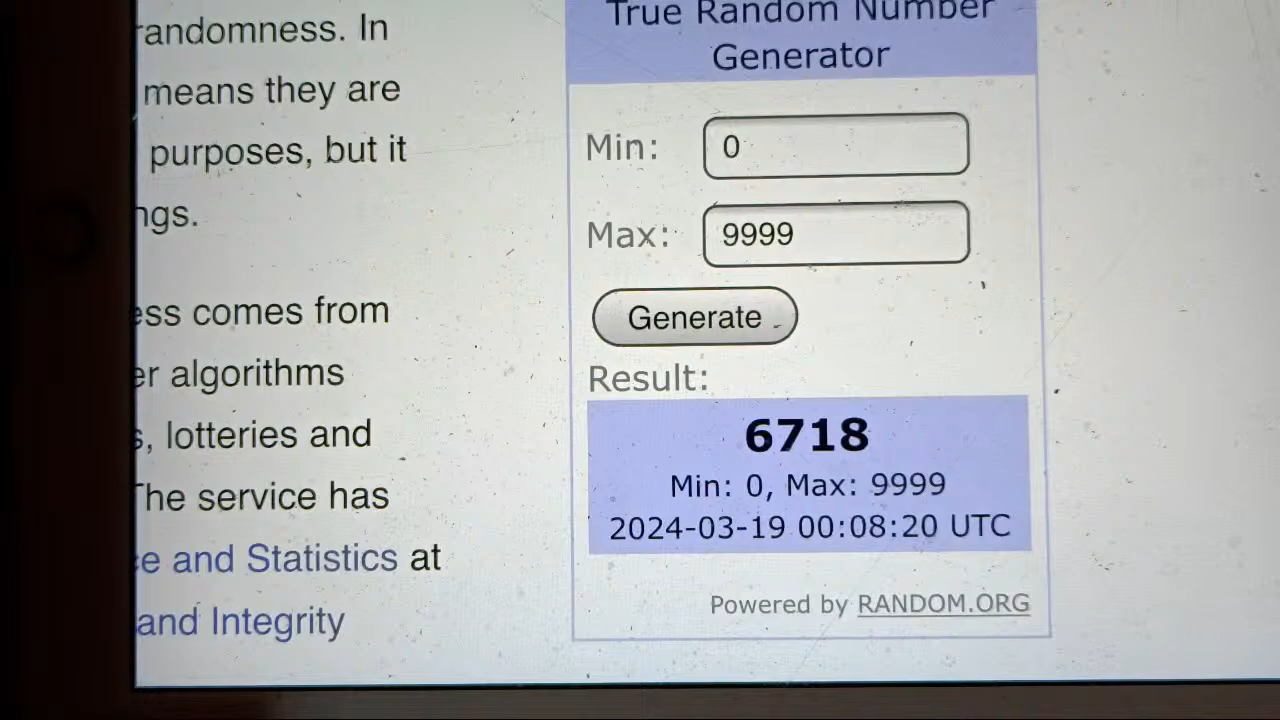 randomness. In
means they are
purposes, but it
ngs.
ess comes from
er algorithms
s, lotteries and
The service has
ce and Statistics at
and Integrity
True Random Number
Generator
Min: 0
Max: 9999
Generate
Result:
6718
Min: 0, Max: 9999
2024-03-19 00:08:20 UTC
Powered by RANDOM.ORG